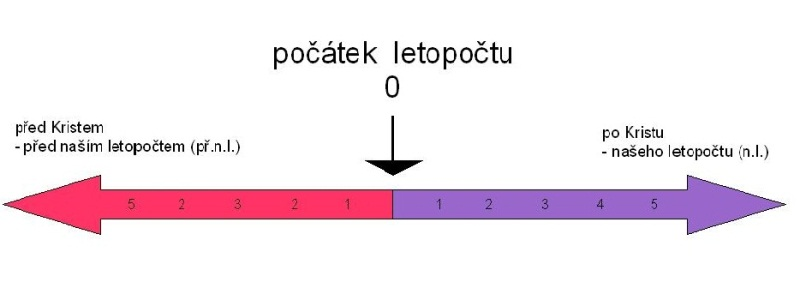 počátek letopočtu
0
před Kristem
- před naším letopočtem (př.n.l.)
po Kristu
- našeho letopočtu (n.l.)
5 2 3 2 1 1 2 3 4 5